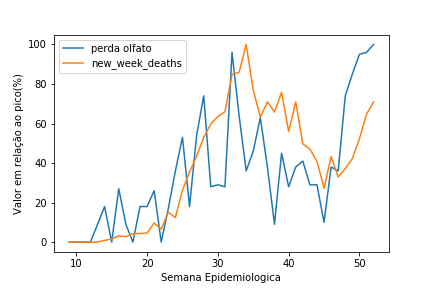 perda olfato
new_week_deaths
Valor em relação ao pico(%)
100
80
60
40
20
0
10
20
30
40
50
Semana Epidemiologica